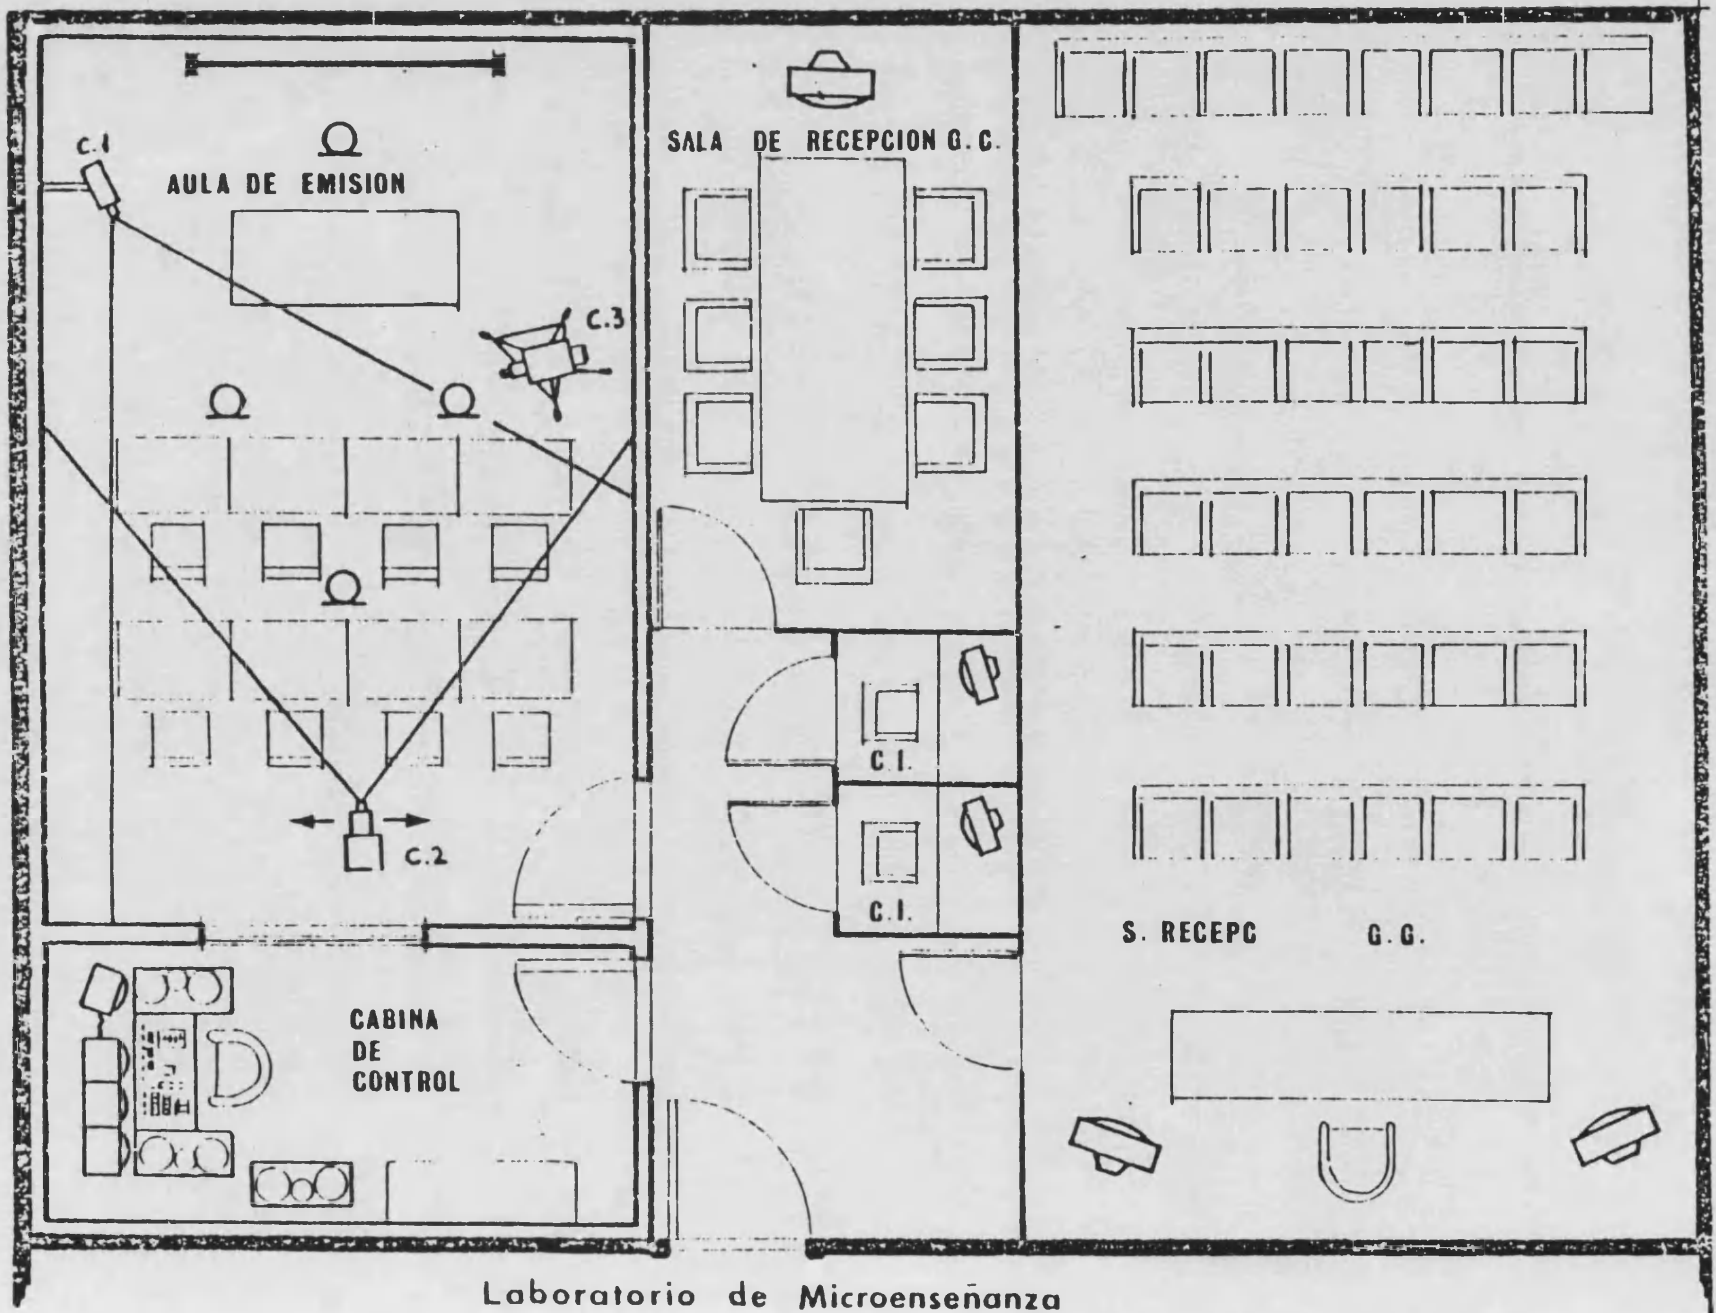 C.1
AULA DE EMISION
C.3
C.2
CABINA
DE
CONTROL
SALA DE RECEPCION G.C.
C.I.
C.I.
S. RECEPC G.G.
Laboratorio de Microenseñanza